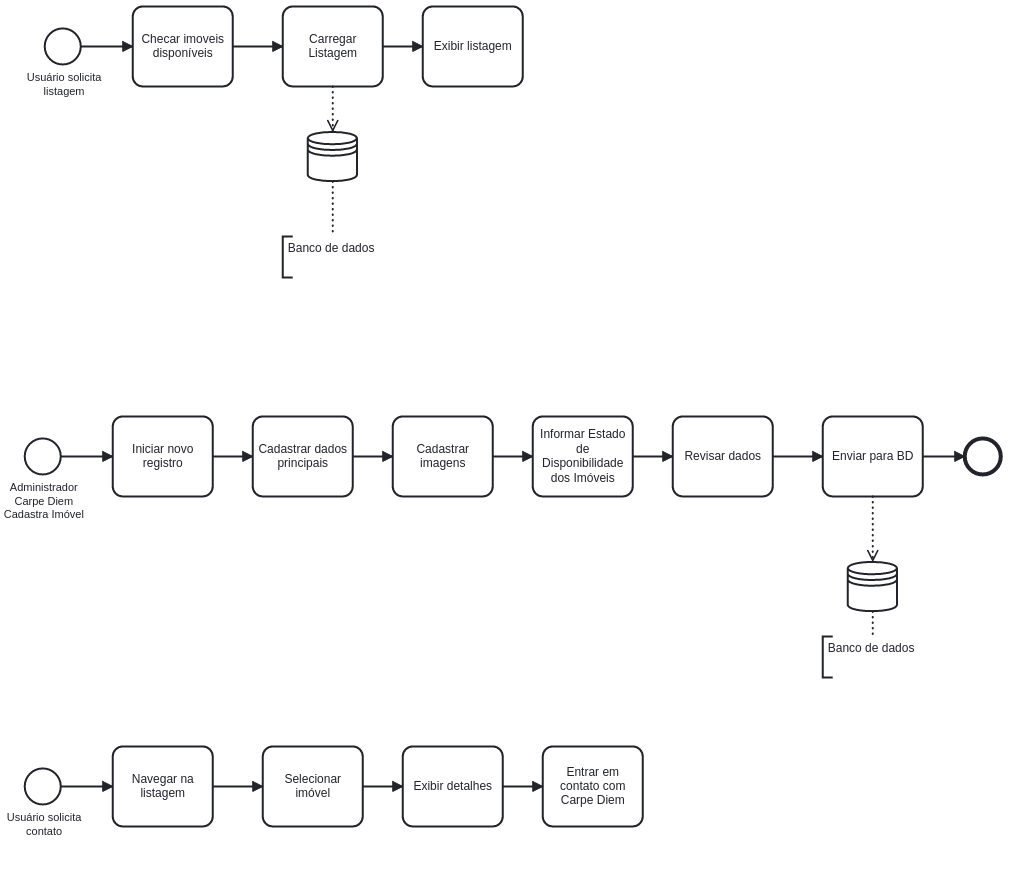 Checar imoveis
disponíveis
Carregar
Listagem
Exibir listagem
Usuário solicita
listagem
Banco de dados
Iniciar novo
registro
Cadastrar dados
principais
Cadastrar
imagens
Informar Estado
de
Disponibilidade
dos Imóveis
Revisar dados
Enviar para BD
Administrador
Carpe Diem
Cadastra Imóvel
Banco de dados
Navegar na
listagem
Selecionar
imóvel
Exibir detalhes
Entrar em
contato com
Carpe Diem
Usuário solicita
contato